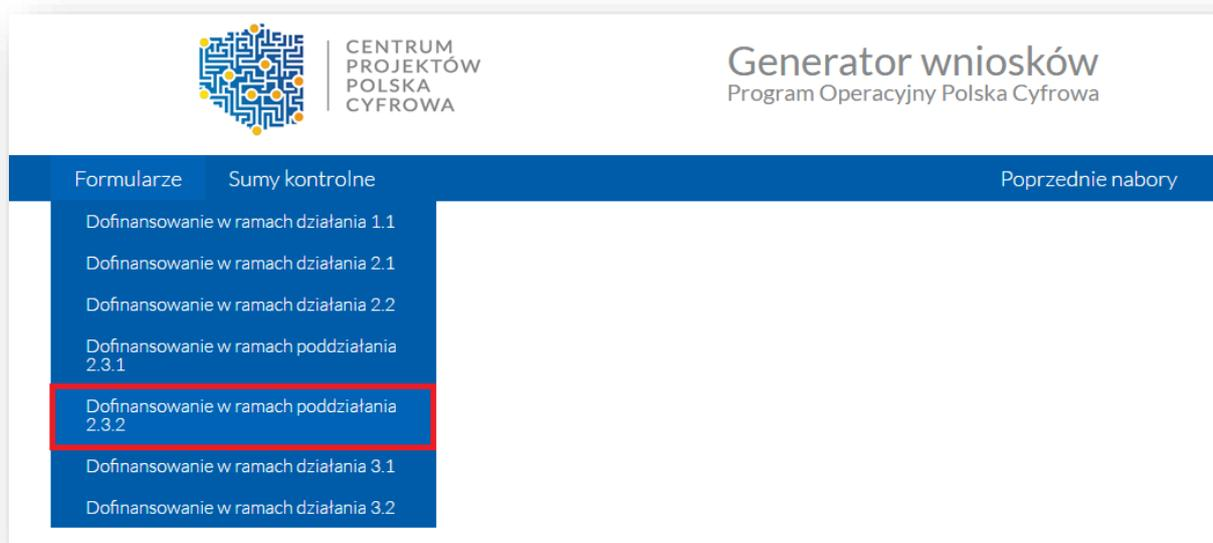 CENTRUM
PROJEKTÓW
POLSKA
CYFROWA
Generator wniosków
Program Operacyjny Polska Cyfrowa
Formularze Sumy kontrolne Poprzednie nabory
Dofinansowanie w ramach działania 1.1
Dofinansowanie w ramach działania 2.1
Dofinansowanie w ramach działania 2.2
Dofinansowanie w ramach poddziałania
2.3.1
Dofinansowanie w ramach poddziałania
2.3.2
Dofinansowanie w ramach działania 3.1
Dofinansowanie w ramach działania 3.2